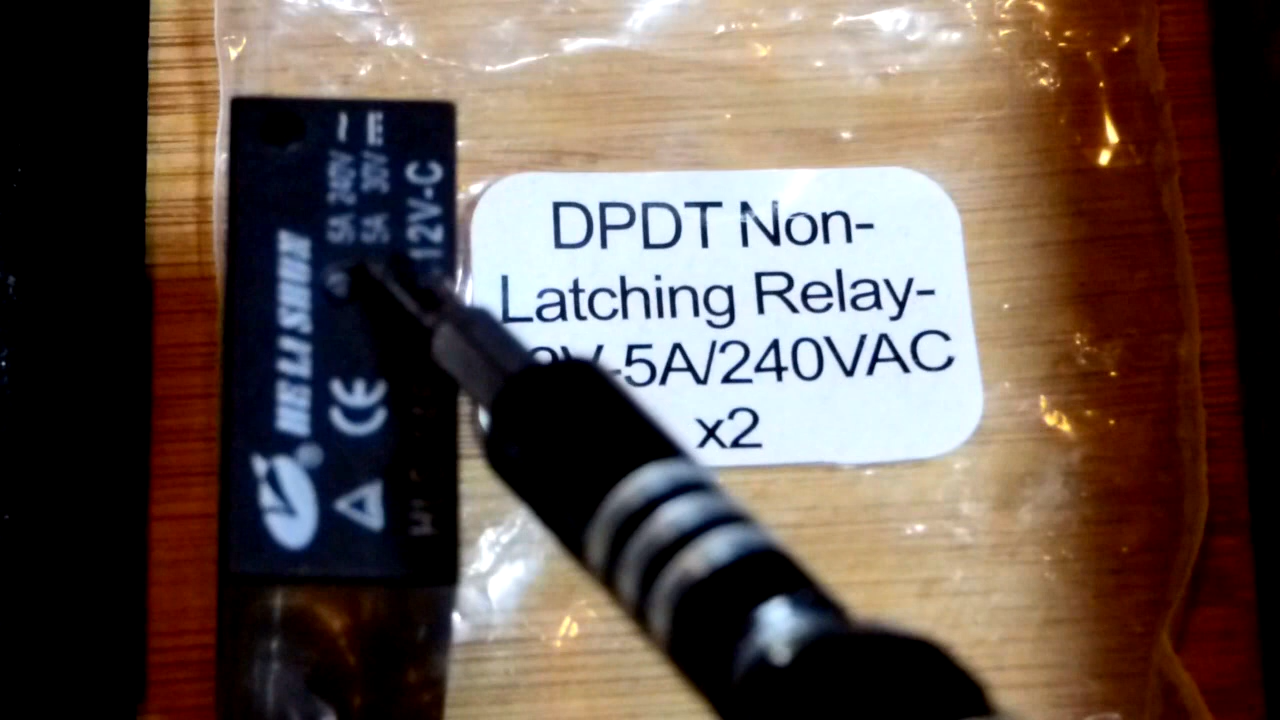 DPDT Non-
Latching Relay-
-5A/240VAC
x2
5A 240V ~
5A 30V ⎓
12V-C
HE LI SHUN
CE